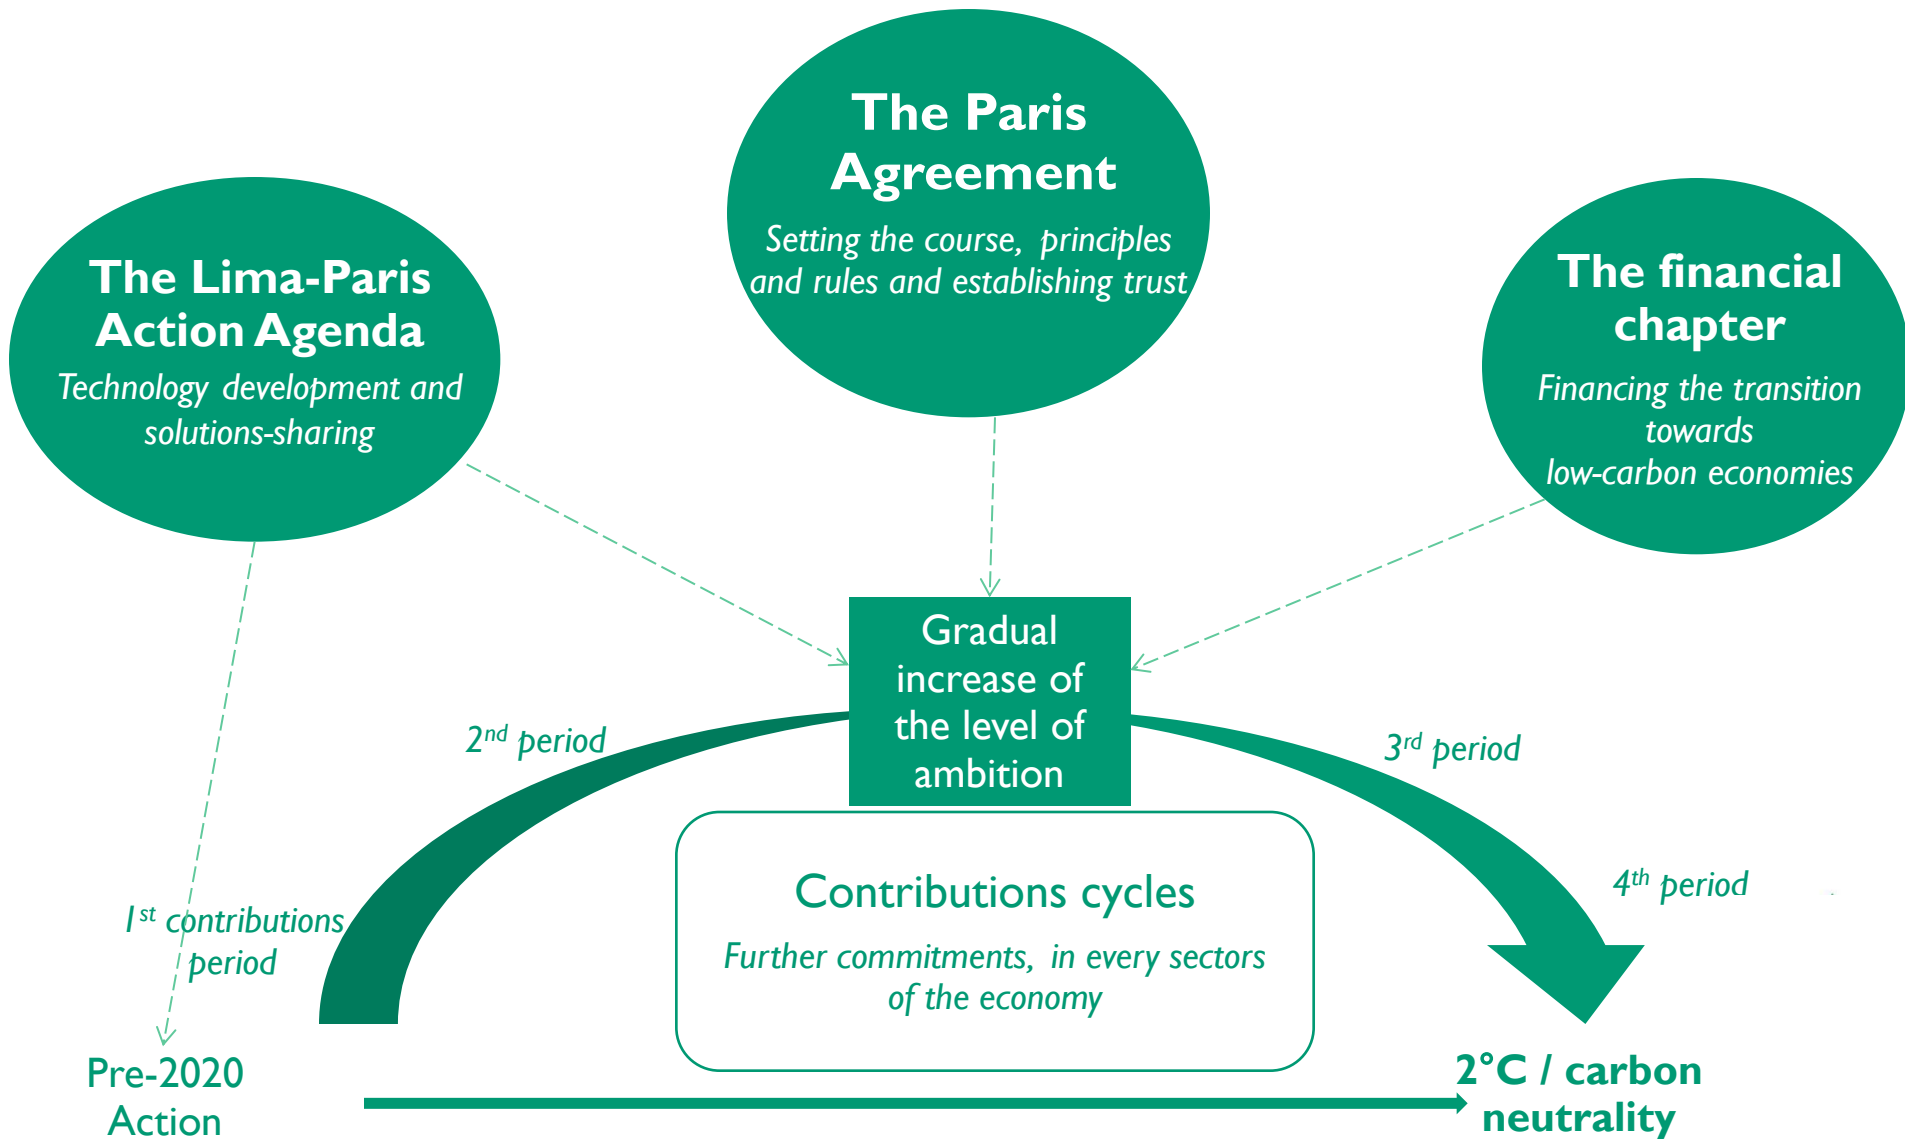 The Paris
Agreement
Setting the course, principles
and rules and establishing trust
The Lima-Paris
Action Agenda
Technology development and
solutions-sharing
The financial
chapter
Financing the transition
towards
low-carbon economies
Gradual
increase of
the level of
ambition
2nd period
3rd period
1st contributions
period
4th period
Contributions cycles
Further commitments, in every sectors
of the economy
Pre-2020
Action
2°C / carbon
neutrality